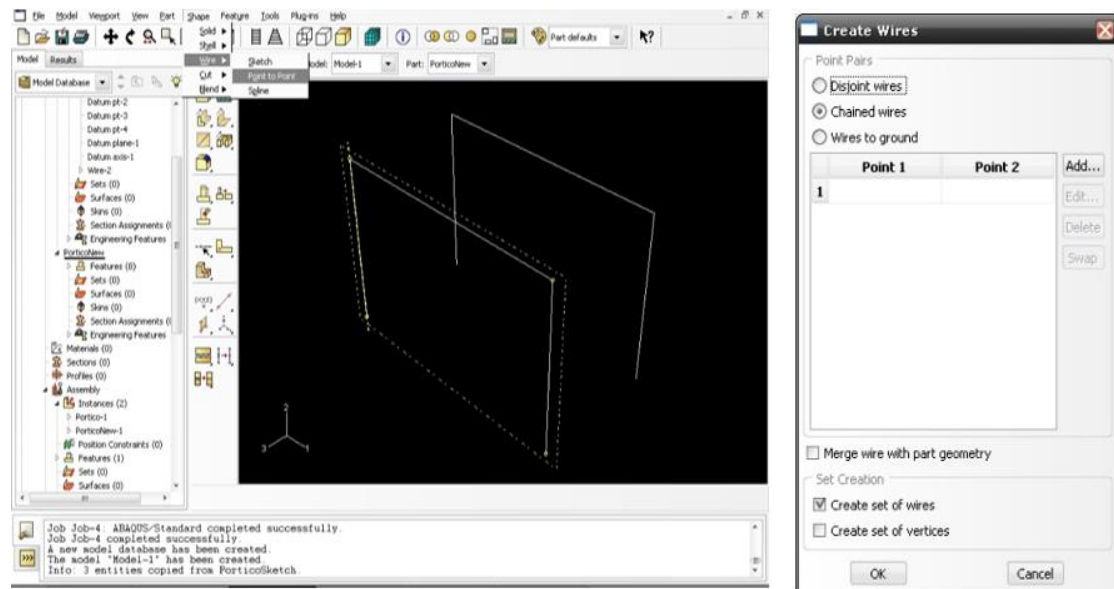 File Model Viewport View Part Shape Feature Tools Plug-ins Help
Solid
Shell
Wire
Cut
Blend
Sketch
Point to Point
Spline
Part defaults
Model Results
Model: Model-1 Part: PorticoNew
Model Database
Datum pt-2
Datum pt-3
Datum pt-4
Datum plane-1
Datum axis-1
Wire-2
Sets (0)
Surfaces (0)
Skins (0)
Section Assignments (0
Engineering Features
PorticoNew
Features (8)
Sets (0)
Surfaces (0)
Skins (0)
Section Assignments (0
Engineering Features
Materials (0)
Sections (0)
Profiles (0)
Assembly
Instances (2)
Portico-1
PorticoNew-1
Position Constraints (0)
Features (1)
Sets (0)
Surfaces (0)
2
3 1
Job Job-4: ABAQUS/Standard completed successfully.
Job Job-4 completed successfully.
A new model database has been created.
The model "Model-1" has been created.
Info: 3 entities copied from PorticoSketch.
Create Wires
Point Pairs
Disjoint wires
Chained wires
Wires to ground
Point 1 Point 2
1
Add...
Edit...
Delete
Swap
Merge wire with part geometry
Set Creation
Create set of wires
Create set of vertices
OK Cancel